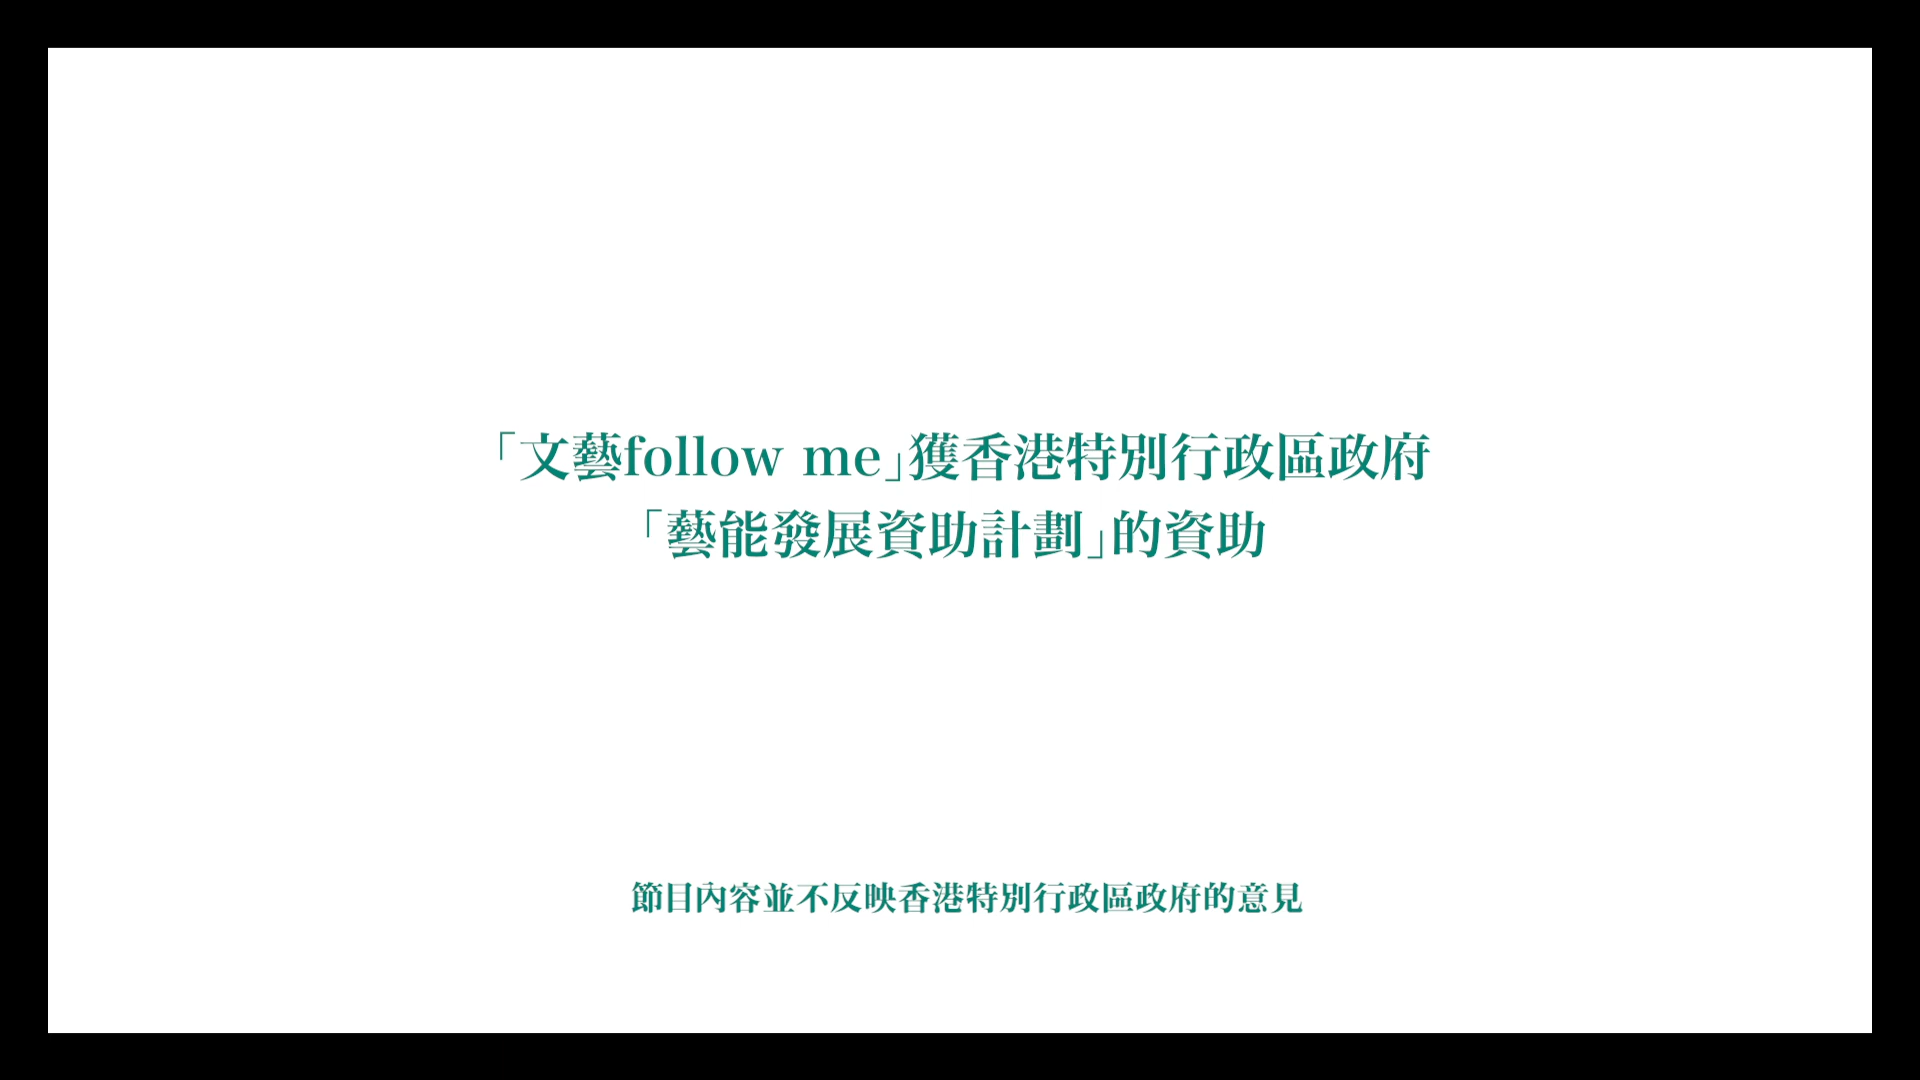 「文藝follow me」獲香港特別行政區政府
「藝能發展資助計劃」的資助
節目內容並不反映香港特別行政區政府的意見